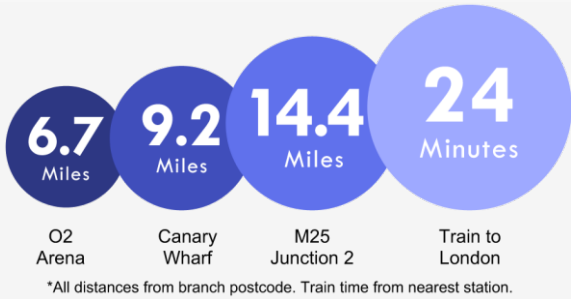 6.7
Miles
9.2
Miles
14.4
Miles
24
Minutes
O2
Arena
Canary
Wharf
M25
Junction 2
Train to
London
*All distances from branch postcode. Train time from nearest station.